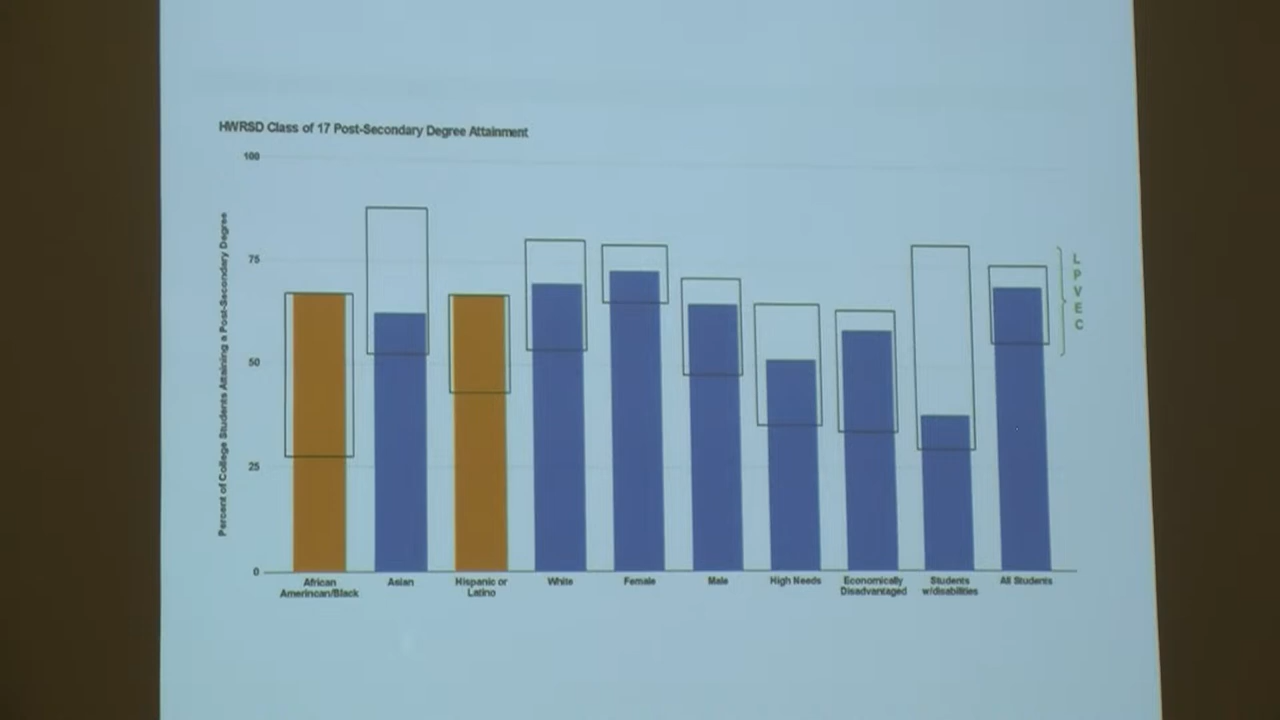 HWRSD Class of 17 Post-Secondary Degree Attainment
Percent of College Students Attaining a Post-Secondary Degree
100
75
50
25
0
L
P
V
E
C
African
Amerincan/Black
Asian
Hispanic or
Latino
White
Female
Male
High Needs
Economically
Disadvantaged
Students
w/disabilities
All Students